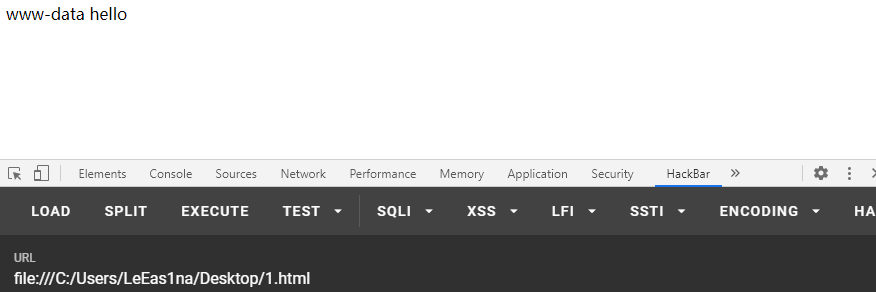 www-data hello
Elements Console Sources Network Performance Memory Application Security HackBar »
LOAD SPLIT EXECUTE TEST SQLI XSS LFI SSTI ENCODING HA
URL
file:///C:/Users/LeEas1na/Desktop/1.html